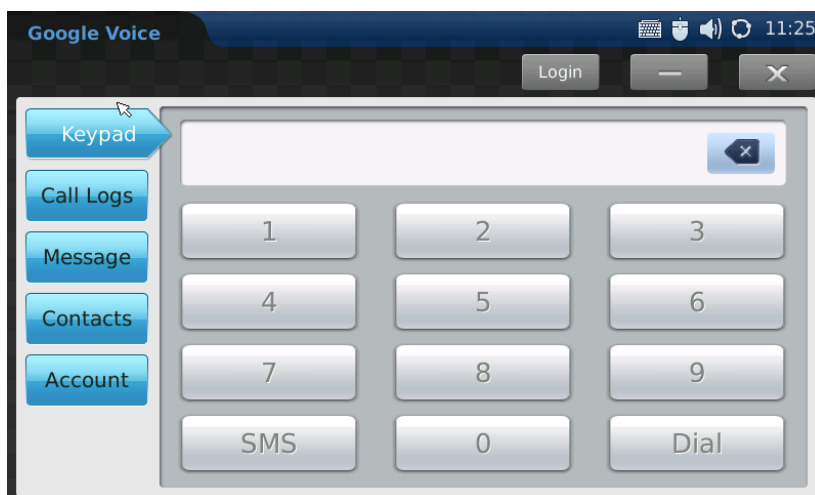 Google Voice 11:25
Login
Keypad
Call Logs
Message
Contacts
Account
1 2 3
4 5 6
7 8 9
SMS 0 Dial